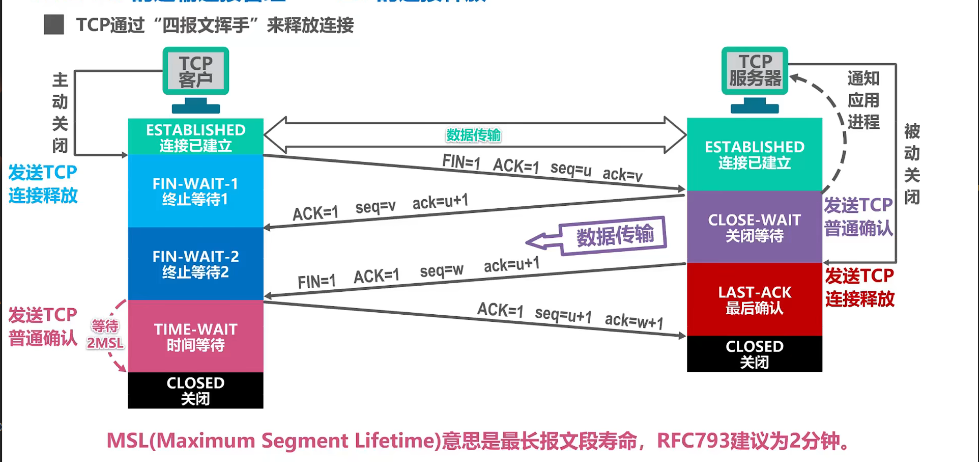 TCP通过“四报文挥手”来释放连接
TCP
客户
TCP
服务器
主动关闭
通知
应用
进程
被动关闭
ESTABLISHED
连接已建立
数据传输
ESTABLISHED
连接已建立
FIN=1 ACK=1 seq=u ack=v
发送TCP
连接释放
FIN-WAIT-1
终止等待1
ACK=1 seq=v ack=u+1
CLOSE-WAIT
关闭等待
发送TCP
普通确认
数据传输
FIN-WAIT-2
终止等待2
FIN=1 ACK=1 seq=w ack=u+1
发送TCP
连接释放
LAST-ACK
最后确认
发送TCP
普通确认
等待
2MSL
TIME-WAIT
时间等待
ACK=1 seq=u+1 ack=w+1
CLOSED
关闭
CLOSED
关闭
MSL(Maximum Segment Lifetime)意思是最长报文段寿命，RFC793建议为2分钟。